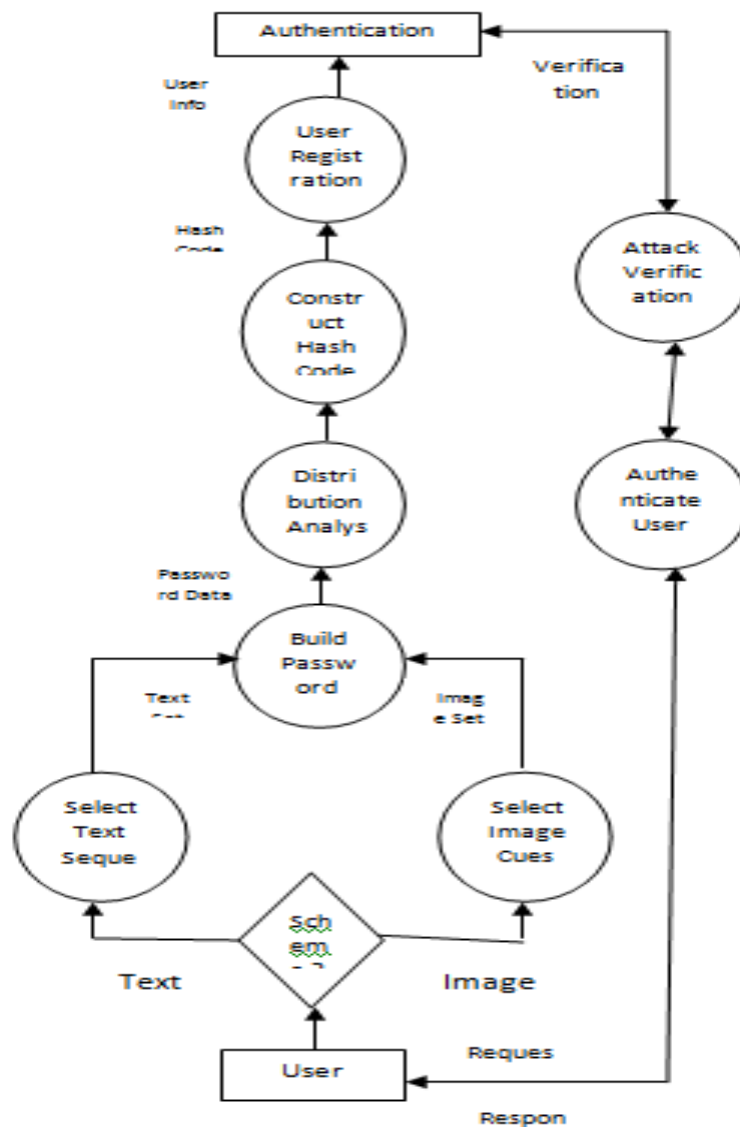 Authentication
User
Info
Verifica
tion
User
Regist
ration
Hash
Code
Attack
Verific
ation
Constr
uct
Hash
Code
Distri
bution
Analys
Authe
nticate
User
Passwo
rd Data
Build
Passw
ord
Text
Imag
e Set
Select
Text
Seque
Select
Image
Cues
Sch
em
Text
Image
User
Reques
Respon